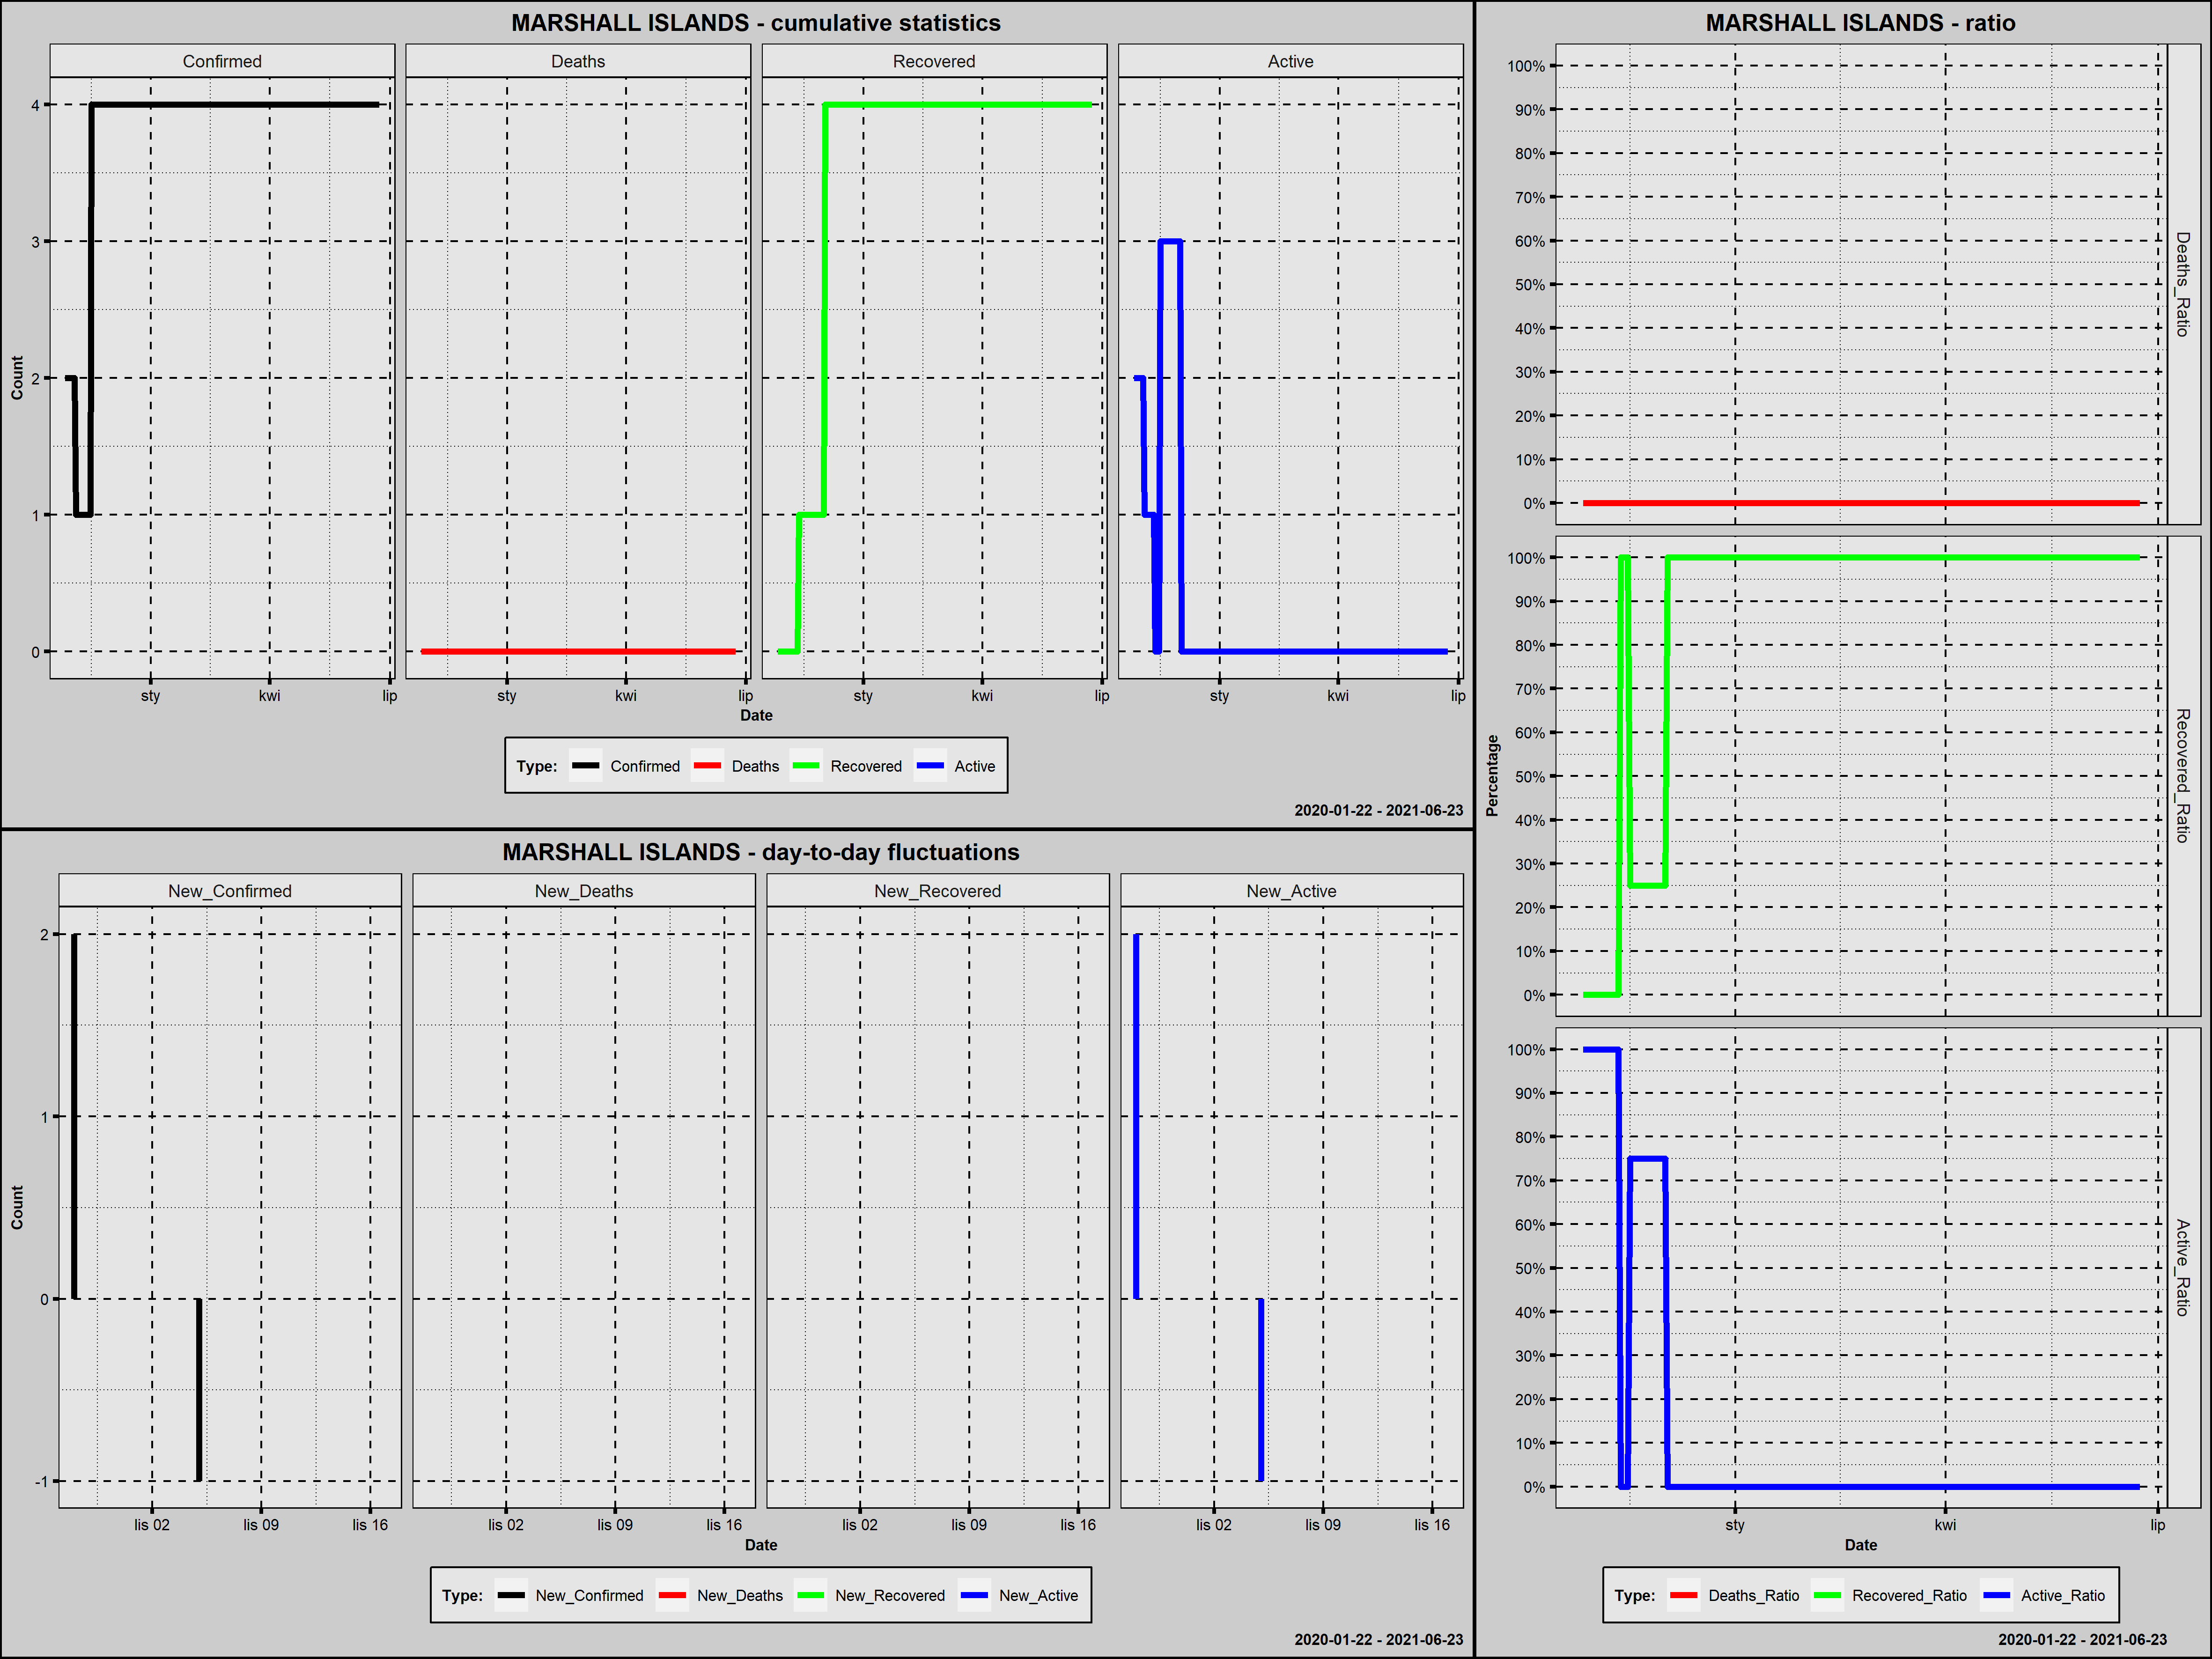 MARSHALL ISLANDS - cumulative statistics
Confirmed Deaths Recovered Active
4
3
2
1
0
Count
sty kwi lip sty kwi lip sty kwi lip sty kwi lip
Date
Type: Confirmed Deaths Recovered Active
2020-01-22 - 2021-06-23
MARSHALL ISLANDS - day-to-day fluctuations
New_Confirmed New_Deaths New_Recovered New_Active
2
1
0
-1
Count
lis 02 lis 09 lis 16 lis 02 lis 09 lis 16 lis 02 lis 09 lis 16 lis 02 lis 09 lis 16
Date
Type: New_Confirmed New_Deaths New_Recovered New_Active
2020-01-22 - 2021-06-23
MARSHALL ISLANDS - ratio
100%
90%
80%
70%
60%
50%
40%
30%
20%
10%
0%
Deaths_Ratio
100%
90%
80%
70%
60%
50%
40%
30%
20%
10%
0%
Recovered_Ratio
Percentage
100%
90%
80%
70%
60%
50%
40%
30%
20%
10%
0%
Active_Ratio
sty kwi lip
Date
Type: Deaths_Ratio Recovered_Ratio Active_Ratio
2020-01-22 - 2021-06-23